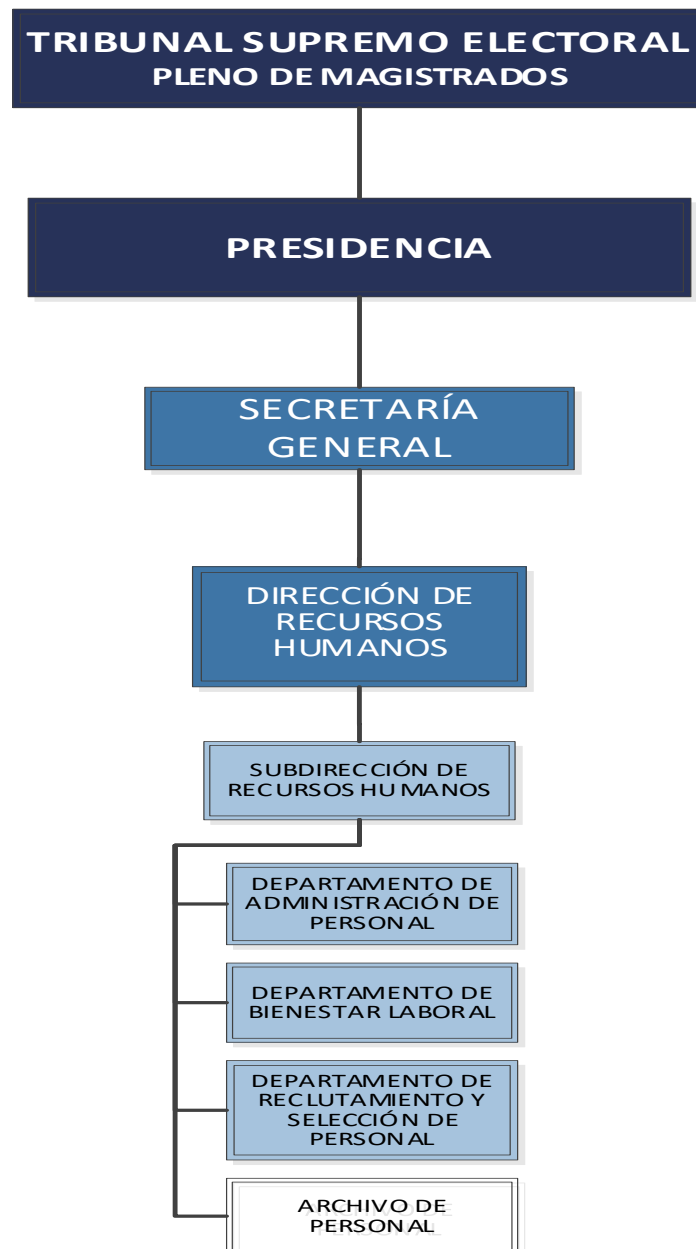 TRIBUNAL SUPREMO ELECTORAL
PLENO DE MAGISTRADOS
PRESIDENCIA
SECRETARÍA
GENERAL
DIRECCIÓN DE
RECURSOS
HUMANOS
SUBDIRECCIÓN DE
RECURSOS HUMANOS
DEPARTAMENTO DE
ADMINISTRACIÓN DE
PERSONAL
DEPARTAMENTO DE
BIENESTAR LABORAL
DEPARTAMENTO DE
RECLUTAMIENTO Y
SELECCIÓN DE
PERSONAL
ARCHIVO DE
PERSONAL